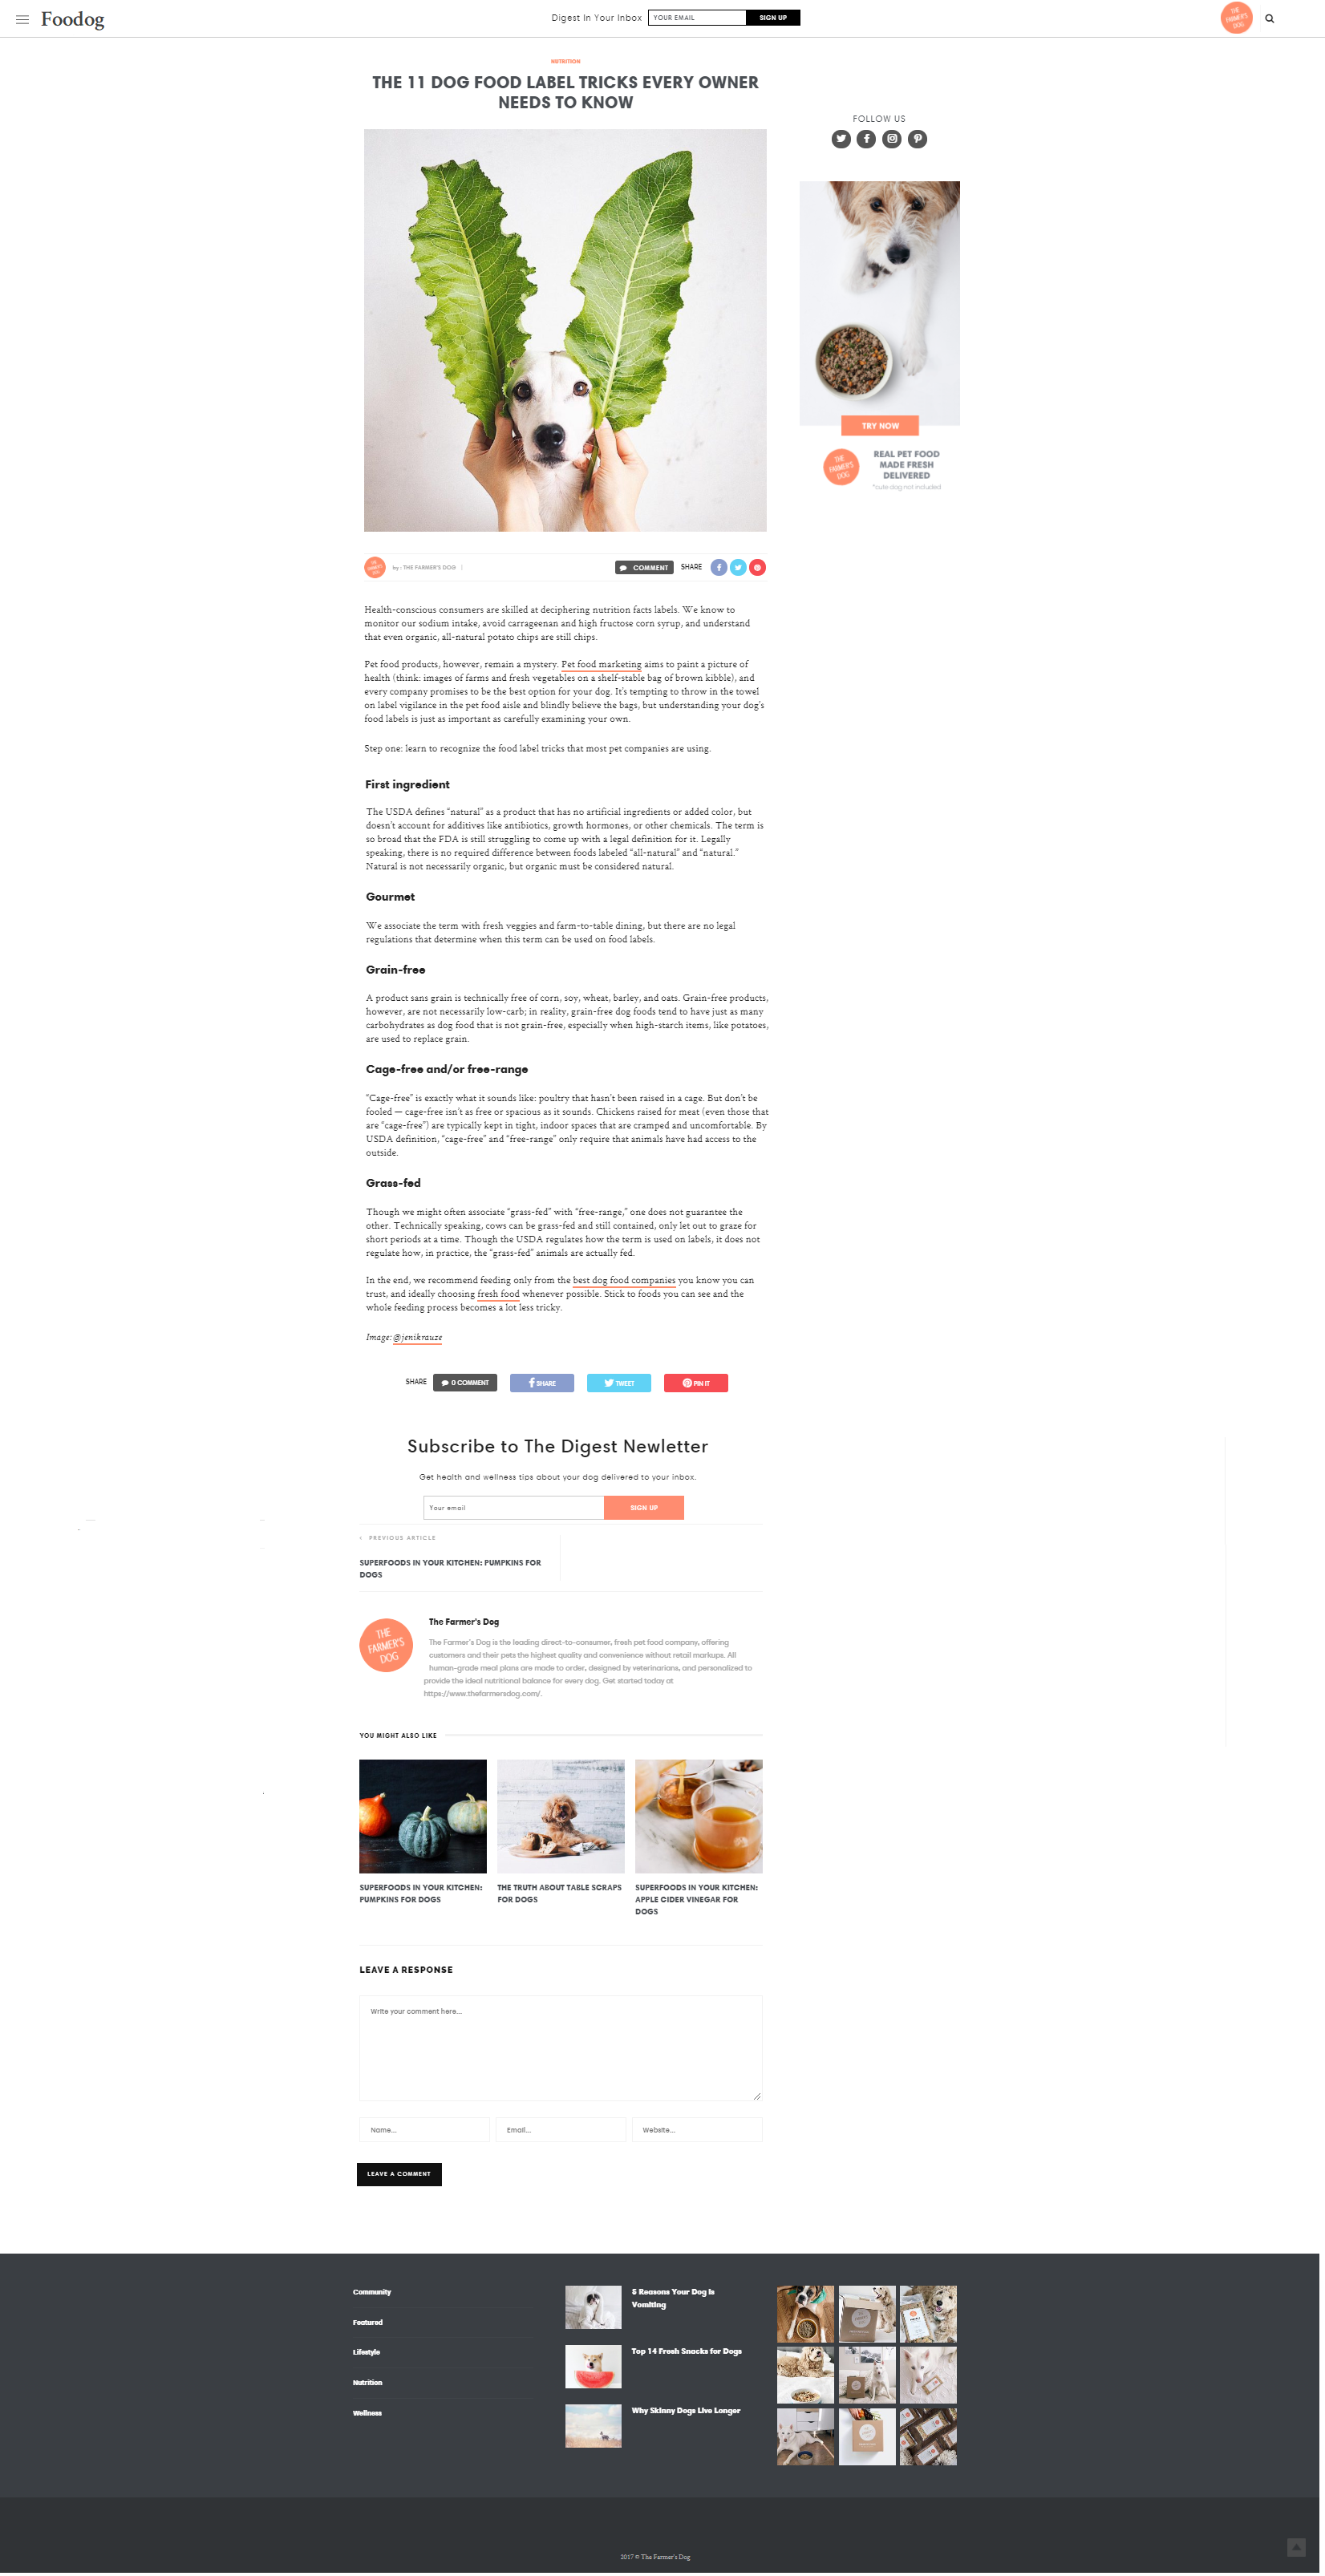 Foodog
Digest In Your Inbox
YOUR EMAIL
SIGN UP
THE
FARMER'S
DOG
NUTRITION
THE 11 DOG FOOD LABEL TRICKS EVERY OWNER
NEEDS TO KNOW
FOLLOW US
TRY NOW
THE
FARMER'S
DOG
REAL PET FOOD
MADE FRESH
DELIVERED
*cute dog not included
THE
FARMER'S
DOG
by - THE FARMER'S DOG |
COMMENT
SHARE
Health-conscious consumers are skilled at deciphering nutrition facts labels. We know to
monitor our sodium intake, avoid carrageenan and high fructose corn syrup, and understand
that even organic, all-natural potato chips are still chips.
Pet food products, however, remain a mystery. Pet food marketing aims to paint a picture of
health (think: images of farms and fresh vegetables on a shelf-stable bag of brown kibble), and
every company promises to be the best option for your dog. It's tempting to throw in the towel
on label vigilance in the pet food aisle and blindly believe the bags, but understanding your dog's
food labels is just as important as carefully examining your own.
Step one: learn to recognize the food label tricks that most pet companies are using.
First ingredient
The USDA defines “natural” as a product that has no artificial ingredients or added color, but
doesn't account for additives like antibiotics, growth hormones, or other chemicals. The term is
so broad that the FDA is still struggling to come up with a legal definition for it. Legally
speaking, there is no required difference between foods labeled “all-natural” and “natural.”
Natural is not necessarily organic, but organic must be considered natural.
Gourmet
We associate the term with fresh veggies and farm-to-table dining, but there are no legal
regulations that determine when this term can be used on food labels.
Grain-free
A product sans grain is technically free of corn, soy, wheat, barley, and oats. Grain-free products,
however, are not necessarily low-carb; in reality, grain-free dog foods tend to have just as many
carbohydrates as dog food that is not grain-free, especially when high-starch items, like potatoes,
are used to replace grain.
Cage-free and/or free-range
“Cage-free” is exactly what it sounds like: poultry that hasn't been raised in a cage. But don't be
fooled — cage-free isn't as free or spacious as it sounds. Chickens raised for meat (even those that
are “cage-free”) are typically kept in tight, indoor spaces that are cramped and uncomfortable. By
USDA definition, “cage-free” and “free-range” only require that animals have had access to the
outside.
Grass-fed
Though we might often associate “grass-fed” with “free-range,” one does not guarantee the
other. Technically speaking, cows can be grass-fed and still contained, only let out to graze for
short periods at a time. Though the USDA regulates how the term is used on labels, it does not
regulate how, in practice, the “grass-fed” animals are actually fed.
In the end, we recommend feeding only from the best dog food companies you know you can
trust, and ideally choosing fresh food whenever possible. Stick to foods you can see and the
whole feeding process becomes a lot less tricky.
Image: @jenikrauze
SHARE
0 COMMENT
SHARE
TWEET
PIN IT
Subscribe to The Digest Newletter
Get health and wellness tips about your dog delivered to your inbox.
Your email
SIGN UP
‹ PREVIOUS ARTICLE
SUPERFOODS IN YOUR KITCHEN: PUMPKINS FOR
DOGS
THE
FARMER'S
DOG
The Farmer's Dog
The Farmer's Dog is the leading direct-to-consumer, fresh pet food company, offering
customers and their pets the highest quality and convenience without retail markups. All
human-grade meal plans are made to order, designed by veterinarians, and personalized to
provide the ideal nutritional balance for every dog. Get started today at
https://www.thefarmersdog.com/.
YOU MIGHT ALSO LIKE
SUPERFOODS IN YOUR KITCHEN:
PUMPKINS FOR DOGS
THE TRUTH ABOUT TABLE SCRAPS
FOR DOGS
SUPERFOODS IN YOUR KITCHEN:
APPLE CIDER VINEGAR FOR
DOGS
LEAVE A RESPONSE
Write your comment here...
Name...
Email...
Website...
LEAVE A COMMENT
Community
Featured
Lifestyle
Nutrition
Wellness
5 Reasons Your Dog Is
Vomiting
Top 14 Fresh Snacks for Dogs
Why Skinny Dogs Live Longer
2017 © The Farmer's Dog